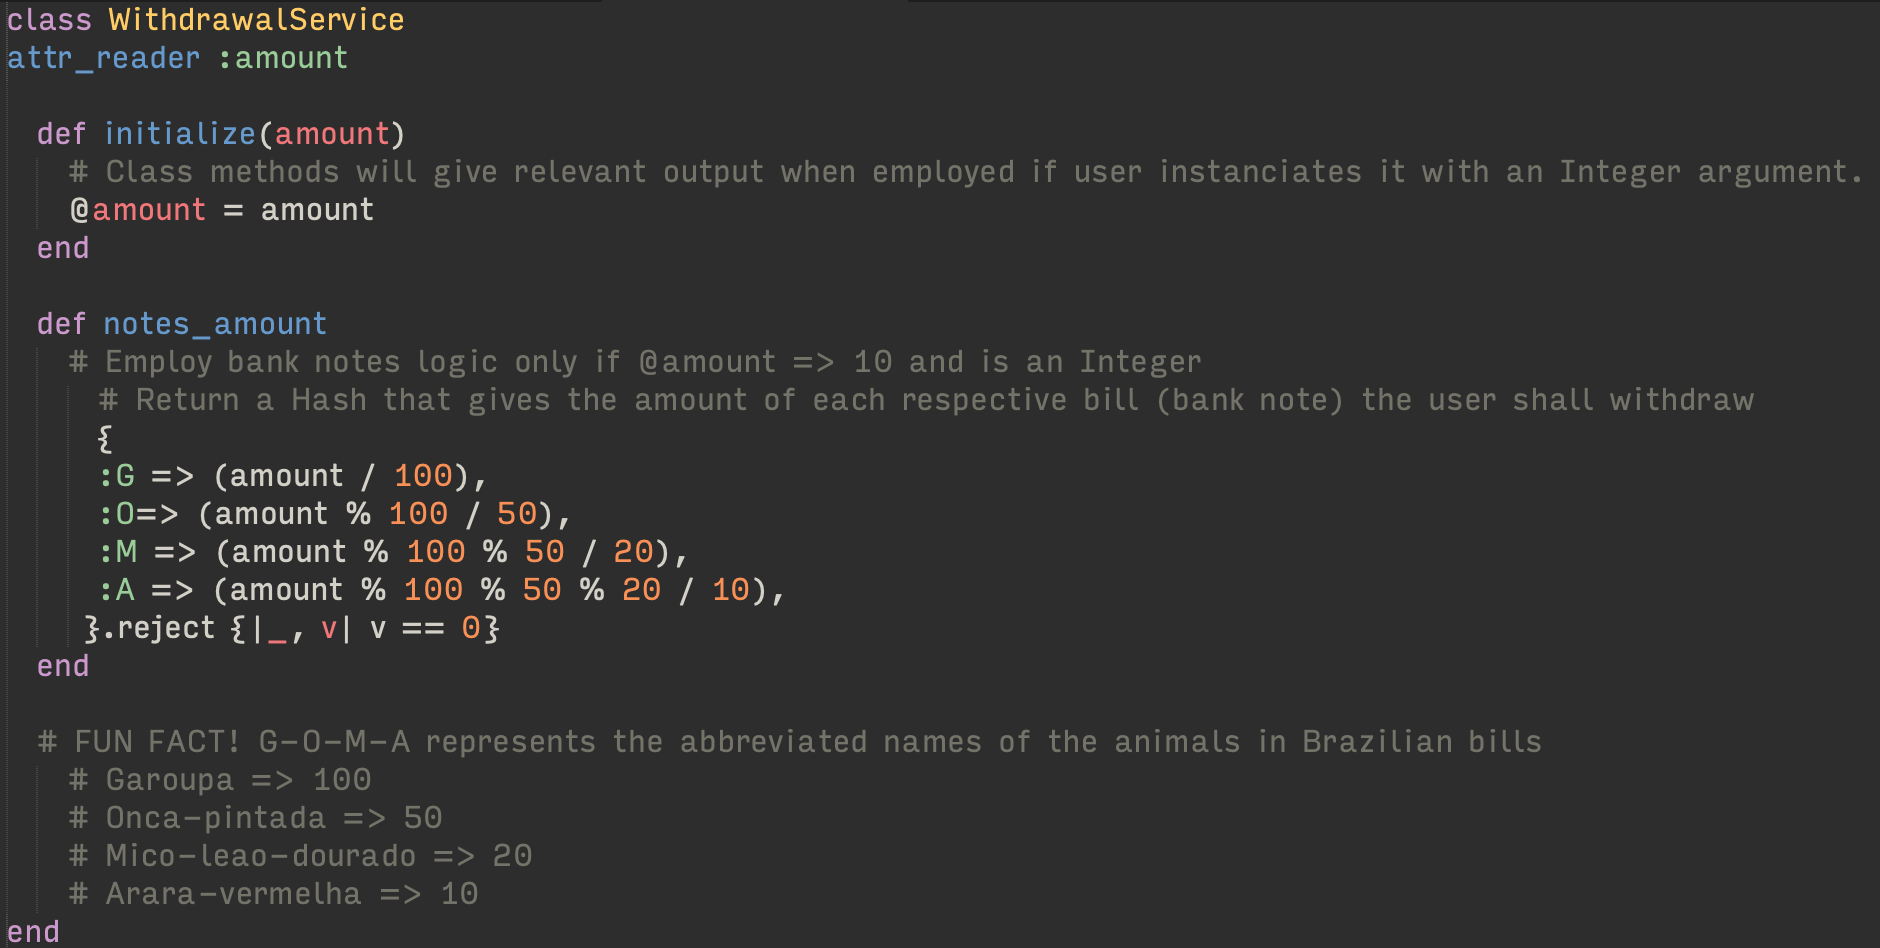 class WithdrawalService
attr_reader :amount
def initialize(amount)
# Class methods will give relevant output when employed if user instanciates it with an Integer argument.
@amount = amount
end
def notes_amount
# Employ bank notes logic only if @amount => 10 and is an Integer
# Return a Hash that gives the amount of each respective bill (bank note) the user shall withdraw
{
:G => (amount / 100),
:O=> (amount % 100 / 50),
:M => (amount % 100 % 50 / 20),
:A => (amount % 100 % 50 % 20 / 10),
}.reject {|_, v| v == 0}
end
# FUN FACT! G-O-M-A represents the abbreviated names of the animals in Brazilian bills
# Garoupa => 100
# Onca-pintada => 50
# Mico-leao-dourado => 20
# Arara-vermelha => 10
end